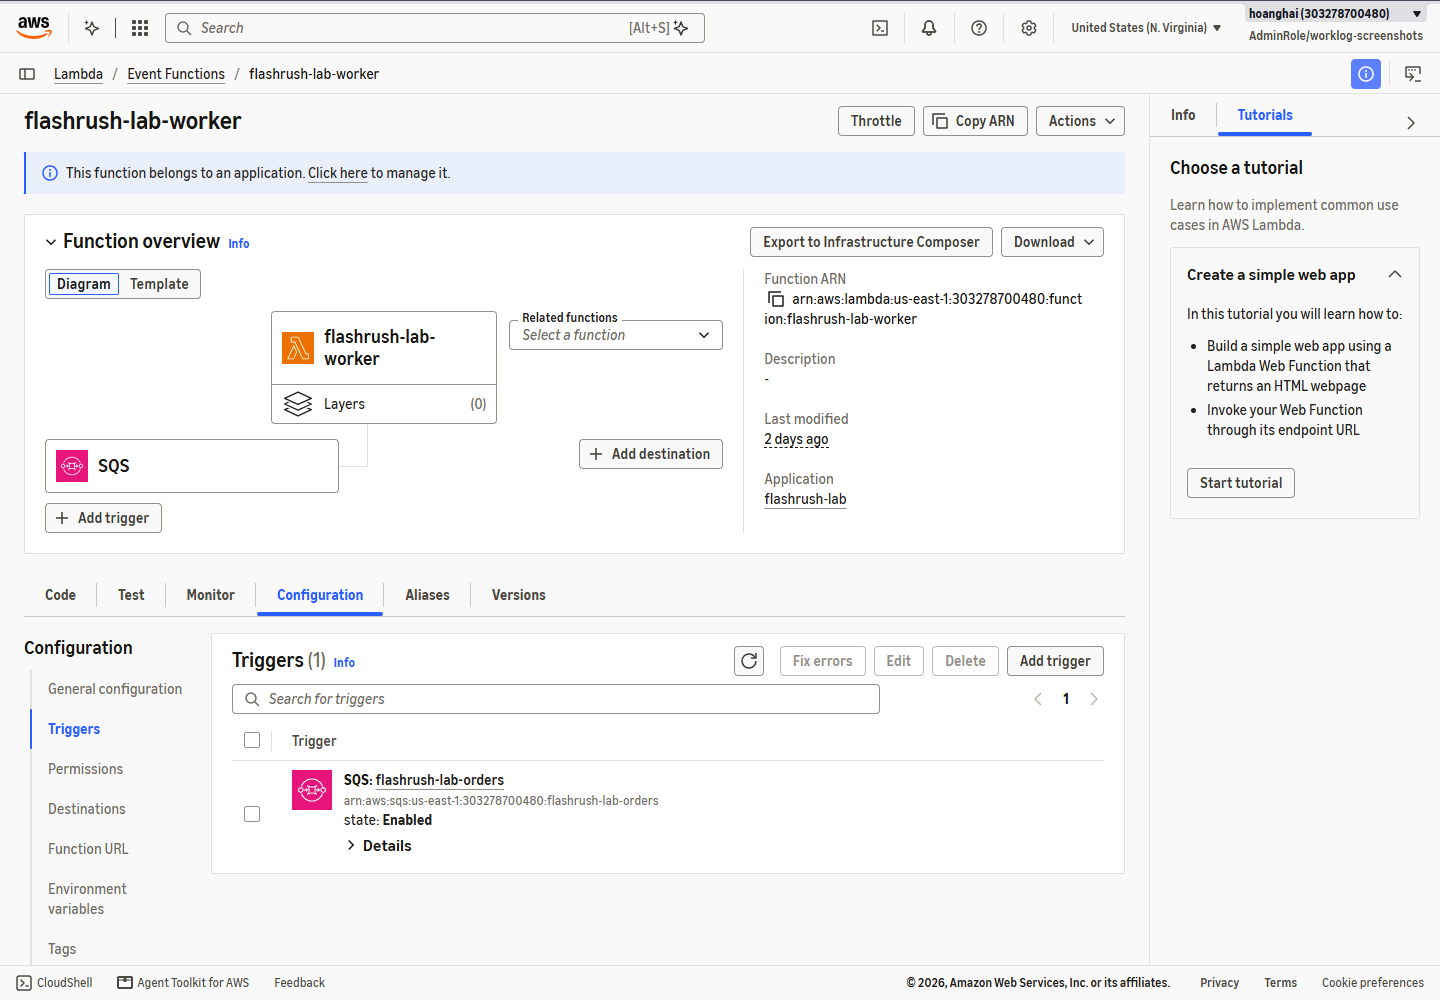 aws
Search
[Alt+S]
United States (N. Virginia)
hoanghai (303278700480)
AdminRole/worklog-screenshots
Lambda / Event Functions / flashrush-lab-worker
flashrush-lab-worker
Throttle
Copy ARN
Actions
This function belongs to an application. Click here to manage it.
Function overview Info
Export to Infrastructure Composer
Download
Diagram
Template
flashrush-lab-
worker
Layers (0)
Related functions
Select a function
SQS
Add destination
Add trigger
Function ARN
arn:aws:lambda:us-east-1:303278700480:funct
ion:flashrush-lab-worker
Description
-
Last modified
2 days ago
Application
flashrush-lab
Code
Test
Monitor
Configuration
Aliases
Versions
Configuration
General configuration
Triggers
Permissions
Destinations
Function URL
Environment
variables
Tags
Triggers (1) Info
Fix errors
Edit
Delete
Add trigger
Search for triggers
1
Trigger
SQS: flashrush-lab-orders
arn:aws:sqs:us-east-1:303278700480:flashrush-lab-orders
state: Enabled
Details
Info
Tutorials
Choose a tutorial
Learn how to implement common use
cases in AWS Lambda.
Create a simple web app
In this tutorial you will learn how to:
• Build a simple web app using a
Lambda Web Function that
returns an HTML webpage
• Invoke your Web Function
through its endpoint URL
Start tutorial
CloudShell
Agent Toolkit for AWS
Feedback
© 2026, Amazon Web Services, Inc. or its affiliates.
Privacy
Terms
Cookie preferences